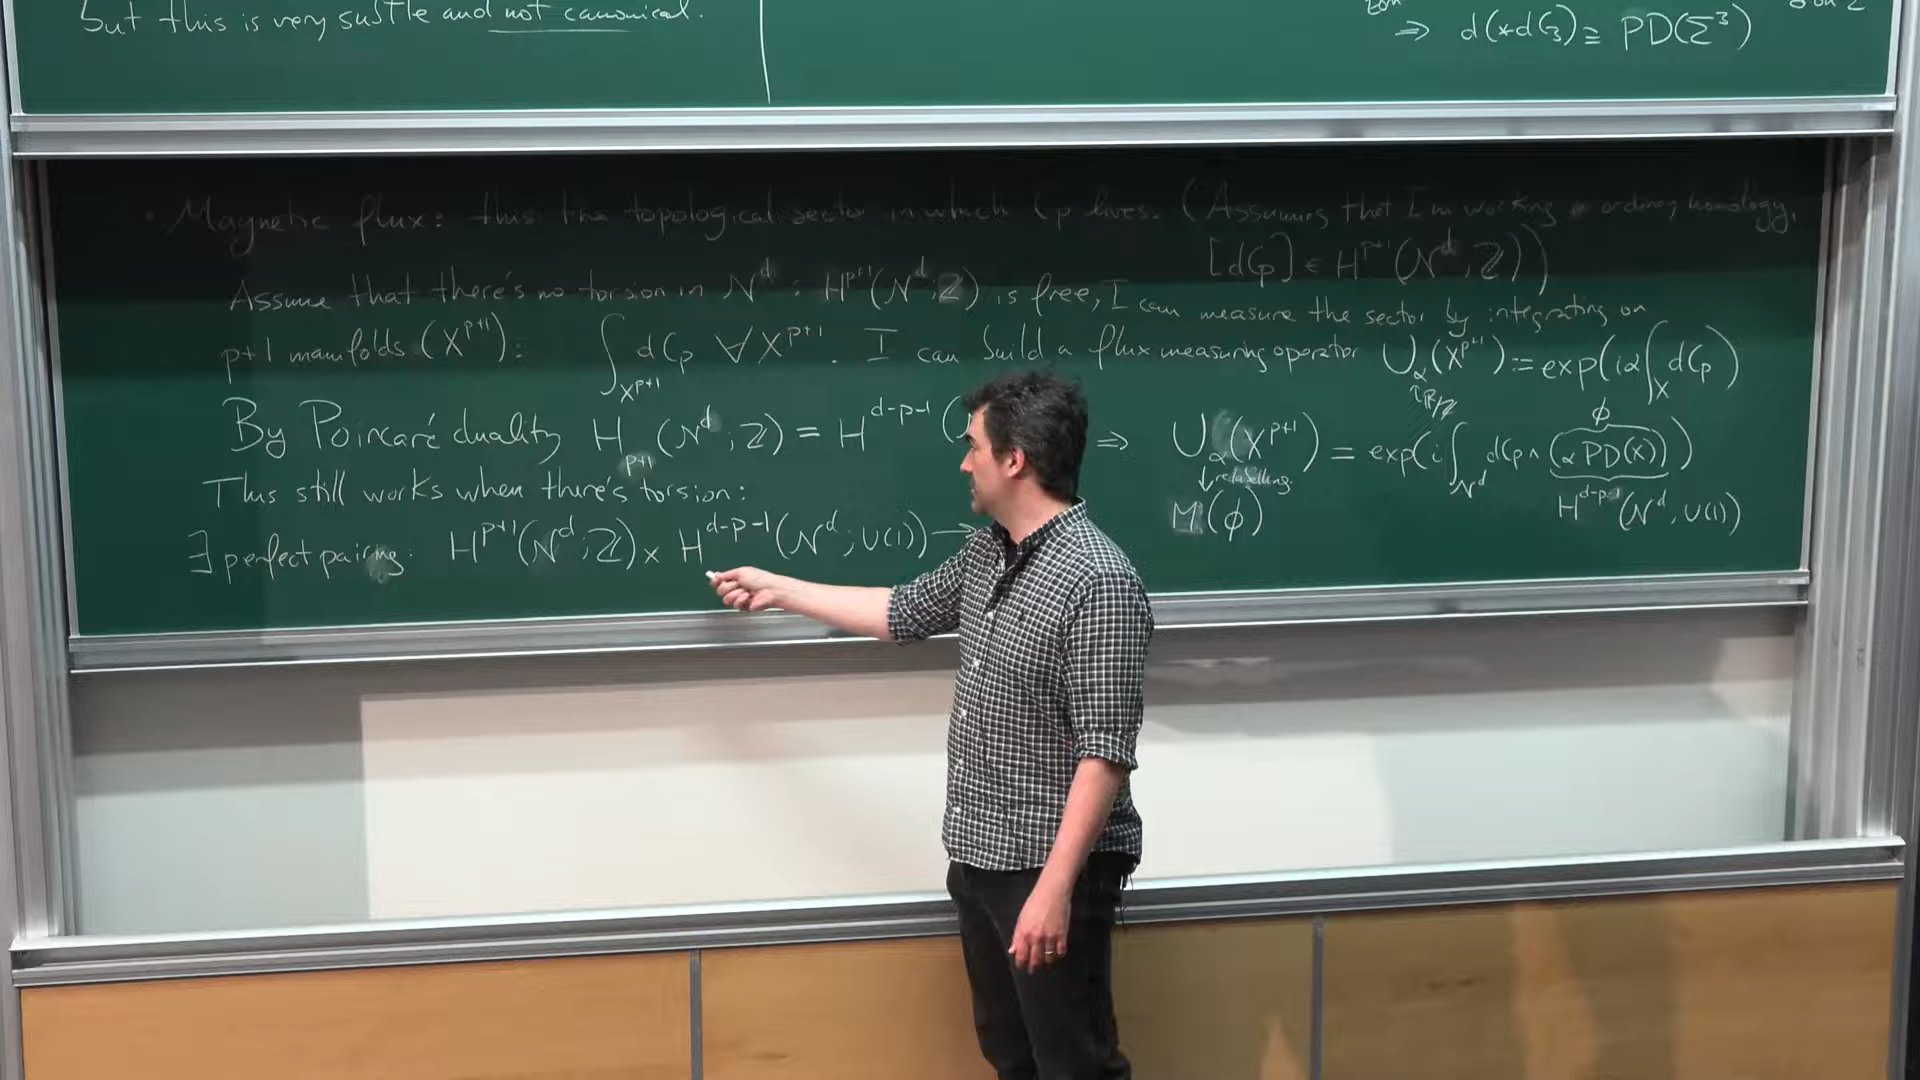 but this is very subtle and not canonical.
⇒ d(*dC₃) ≅ PD(Σ³)
• Magnetic flux: this the topological sector in which Cp lives. (Assumes that I'm working in ordinary homology,
[dCp] ∈ H^{p+1}(N^d; Z))
Assume that there's no torsion in N^d : H^{p+1}(N^d; Z) is free, I can measure the sector by integrating on
p+1 manifolds (X^{p+1}): ∫_{X^{p+1}} dCp ∀ X^{p+1}. I can build a flux measuring operator U_α(X^{p+1}) := exp(iα∫_X dCp)
↑ R/Z
By Poincaré duality H_{p+1}(N^d; Z) = H^{d-p-1}( ⇒ U_α(X^{p+1}) = exp(i∫_{N^d} dCp ∧ (α PD(X)))
ϕ
↓ relabelling
H^{d-p-1}(N^d, U(1))
M(ϕ)
This still works when there's torsion:
∃ perfect pairing: H^{p+1}(N^d; Z) × H^{d-p-1}(N^d; U(1)) →